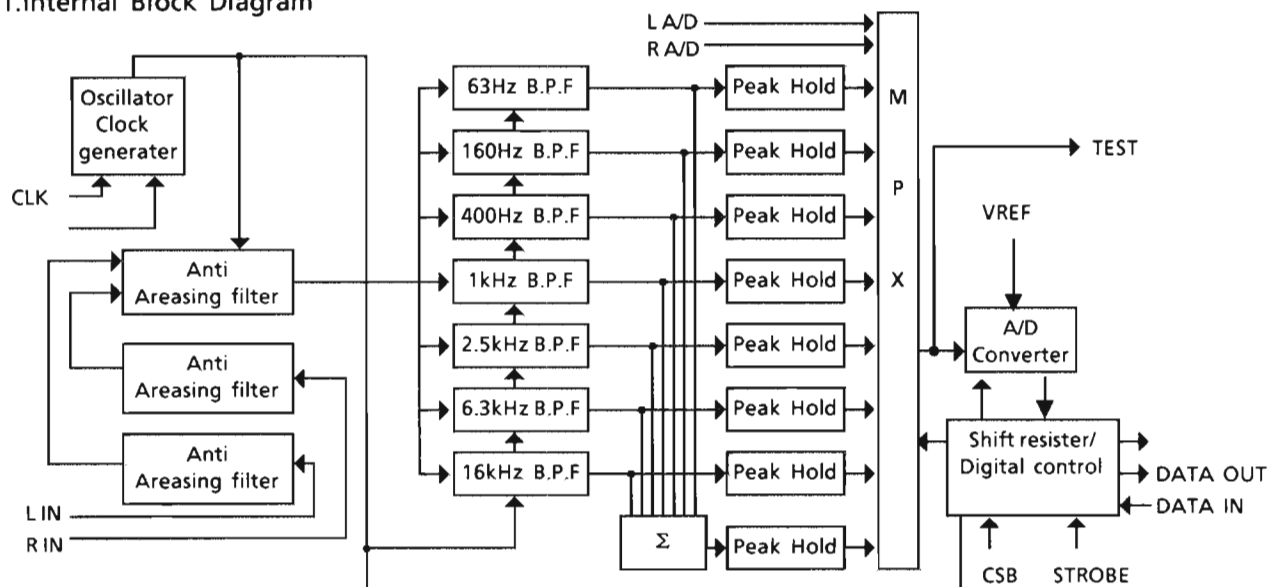 1.Internal Block Diagram
L A/D
R A/D
Oscillator
Clock
generater
CLK
63Hz B.P.F
160Hz B.P.F
400Hz B.P.F
1kHz B.P.F
2.5kHz B.P.F
6.3kHz B.P.F
16kHz B.P.F
Peak Hold
Peak Hold
Peak Hold
Peak Hold
Peak Hold
Peak Hold
Peak Hold
Peak Hold
M
P
X
TEST
VREF
Anti
Areasing filter
Anti
Areasing filter
Anti
Areasing filter
L IN
R IN
Σ
A/D
Converter
Shift resister/
Digital control
DATA OUT
DATA IN
CSB
STROBE